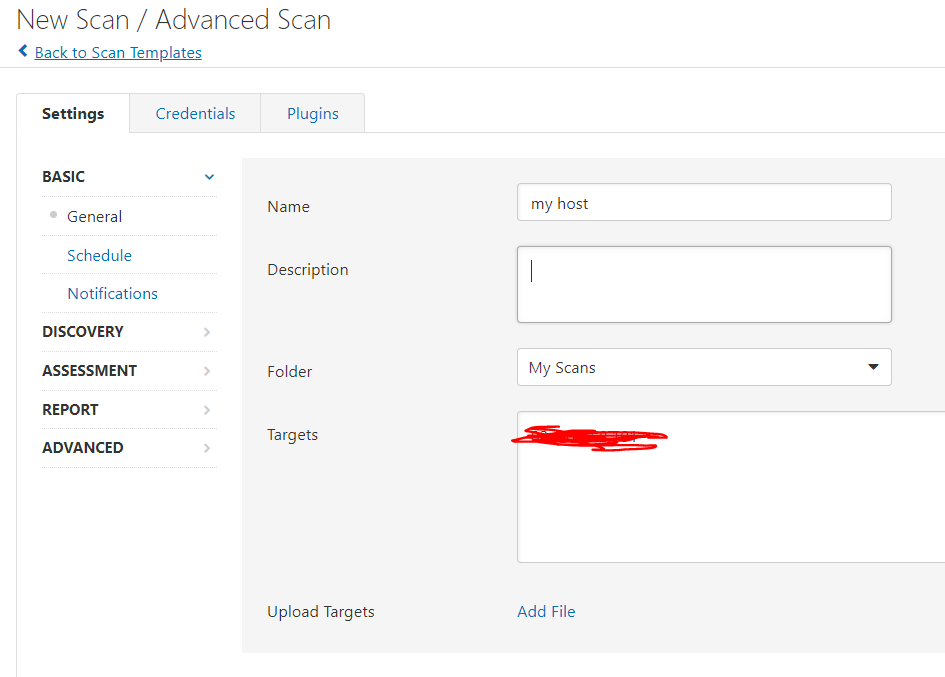 New Scan / Advanced Scan
Back to Scan Templates
Settings Credentials Plugins
BASIC
General
Schedule
Notifications
DISCOVERY
ASSESSMENT
REPORT
ADVANCED
Name my host
Description
Folder My Scans
Targets
Upload Targets Add File